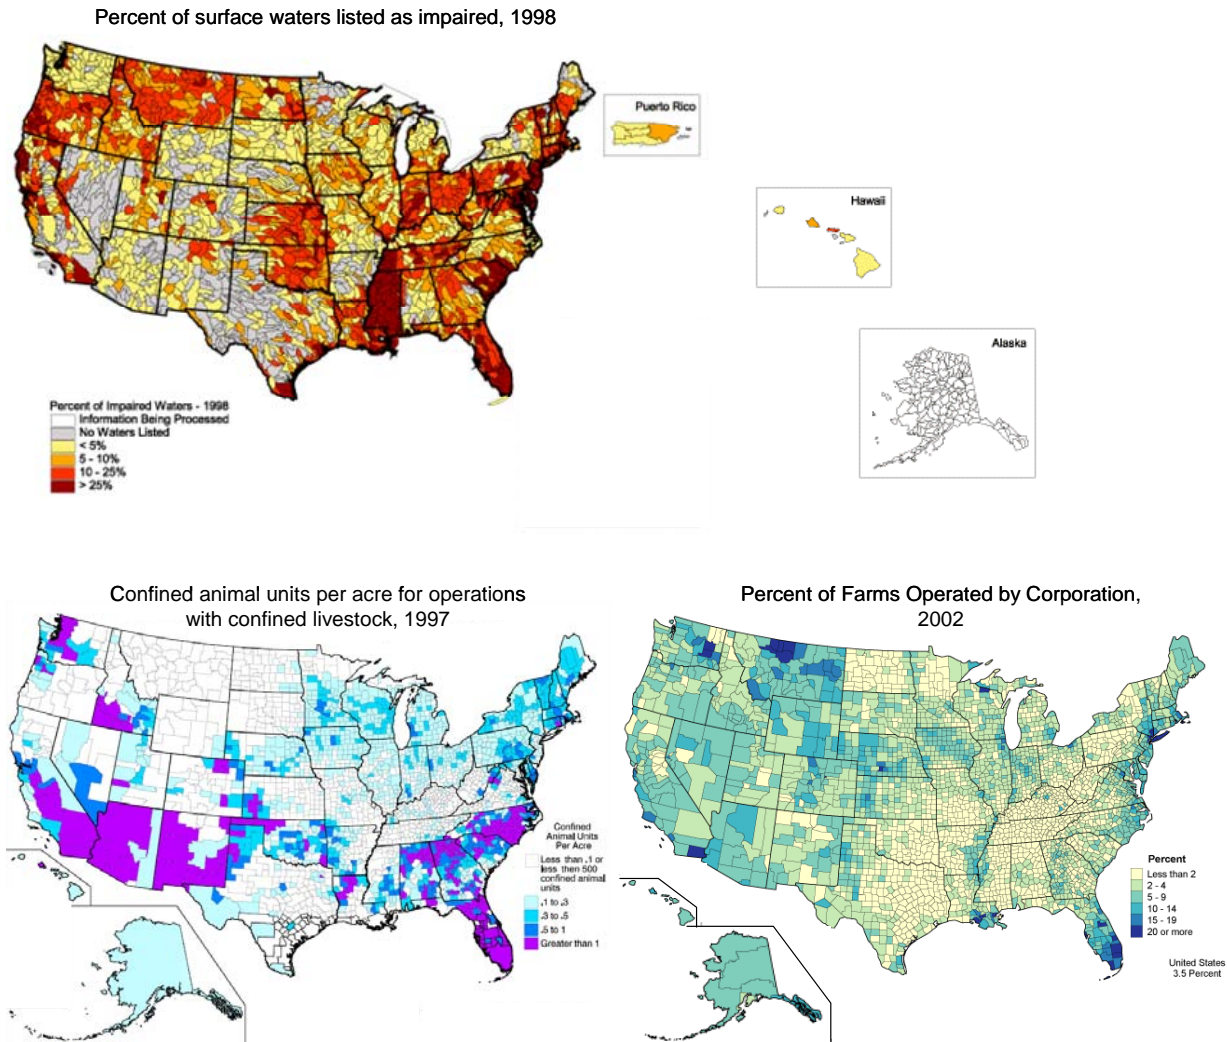 Percent of surface waters listed as impaired, 1998
Puerto Rico
Hawaii
Alaska
Percent of Impaired Waters - 1998
Information Being Processed
No Waters Listed
< 5%
5 - 10%
10 - 25%
> 25%
Confined animal units per acre for operations
with confined livestock, 1997
Confined
Animal Units
Per Acre
Less than .1 or
less then 500
confined animal
units
.1 to .3
.3 to .5
.5 to 1
Greater than 1
Percent of Farms Operated by Corporation,
2002
Percent
Less than 2
2 - 4
5 - 9
10 - 14
15 - 19
20 or more
United States
3.5 Percent